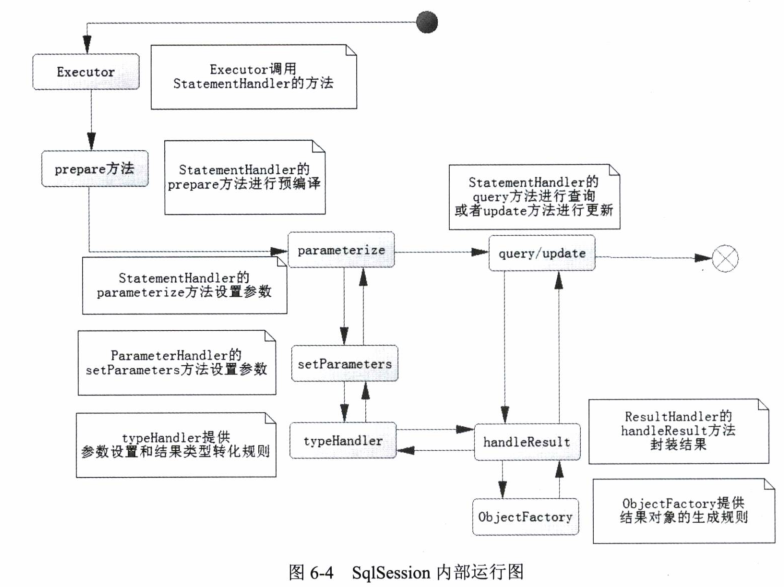 Executor
Executor调用
StatementHandler的方法
prepare方法
StatementHandler的
prepare方法进行预编译
StatementHandler的
query方法进行查询
或者update方法进行更新
parameterize
query/update
StatementHandler的
parameterize方法设置参数
ParameterHandler的
setParameters方法设置参数
setParameters
typeHandler提供
参数设置和结果类型转化规则
typeHandler
handleResult
ResultHandler的
handleResult方法
封装结果
ObjectFactory
ObjectFactory提供
结果对象的生成规则
图 6-4 SqlSession 内部运行图